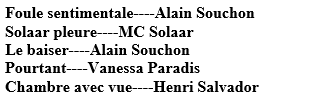 Foule sentimentale----Alain Souchon
Solaar pleure----MC Solaar
Le baiser----Alain Souchon
Pourtant----Vanessa Paradis
Chambre avec vue----Henri Salvador